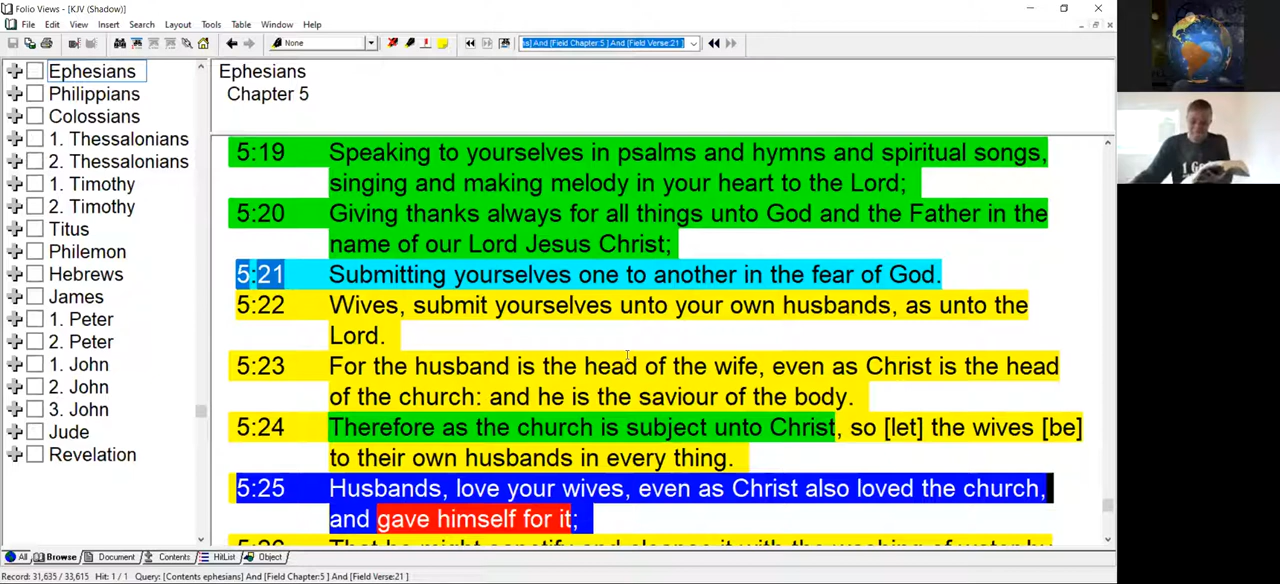 Folio Views - [KJV (Shadow)]
File Edit View Insert Search Layout Tools Table Window Help
None
s] And [Field Chapter:5 ] And [Field Verse:21 ]
Ephesians
Philippians
Colossians
1. Thessalonians
2. Thessalonians
1. Timothy
2. Timothy
Titus
Philemon
Hebrews
James
1. Peter
2. Peter
1. John
2. John
3. John
Jude
Revelation
Ephesians
Chapter 5
5:19 Speaking to yourselves in psalms and hymns and spiritual songs,
singing and making melody in your heart to the Lord;
5:20 Giving thanks always for all things unto God and the Father in the
name of our Lord Jesus Christ;
5:21 Submitting yourselves one to another in the fear of God.
5:22 Wives, submit yourselves unto your own husbands, as unto the
Lord.
5:23 For the husband is the head of the wife, even as Christ is the head
of the church: and he is the saviour of the body.
5:24 Therefore as the church is subject unto Christ, so [let] the wives [be]
to their own husbands in every thing.
5:25 Husbands, love your wives, even as Christ also loved the church,
and gave himself for it;
All Browse Document Contents HitList Object
Record: 31,635 / 33,615 Hit: 1 / 1 Query: [Contents ephesians] And [Field Chapter:5 ] And [Field Verse:21 ]